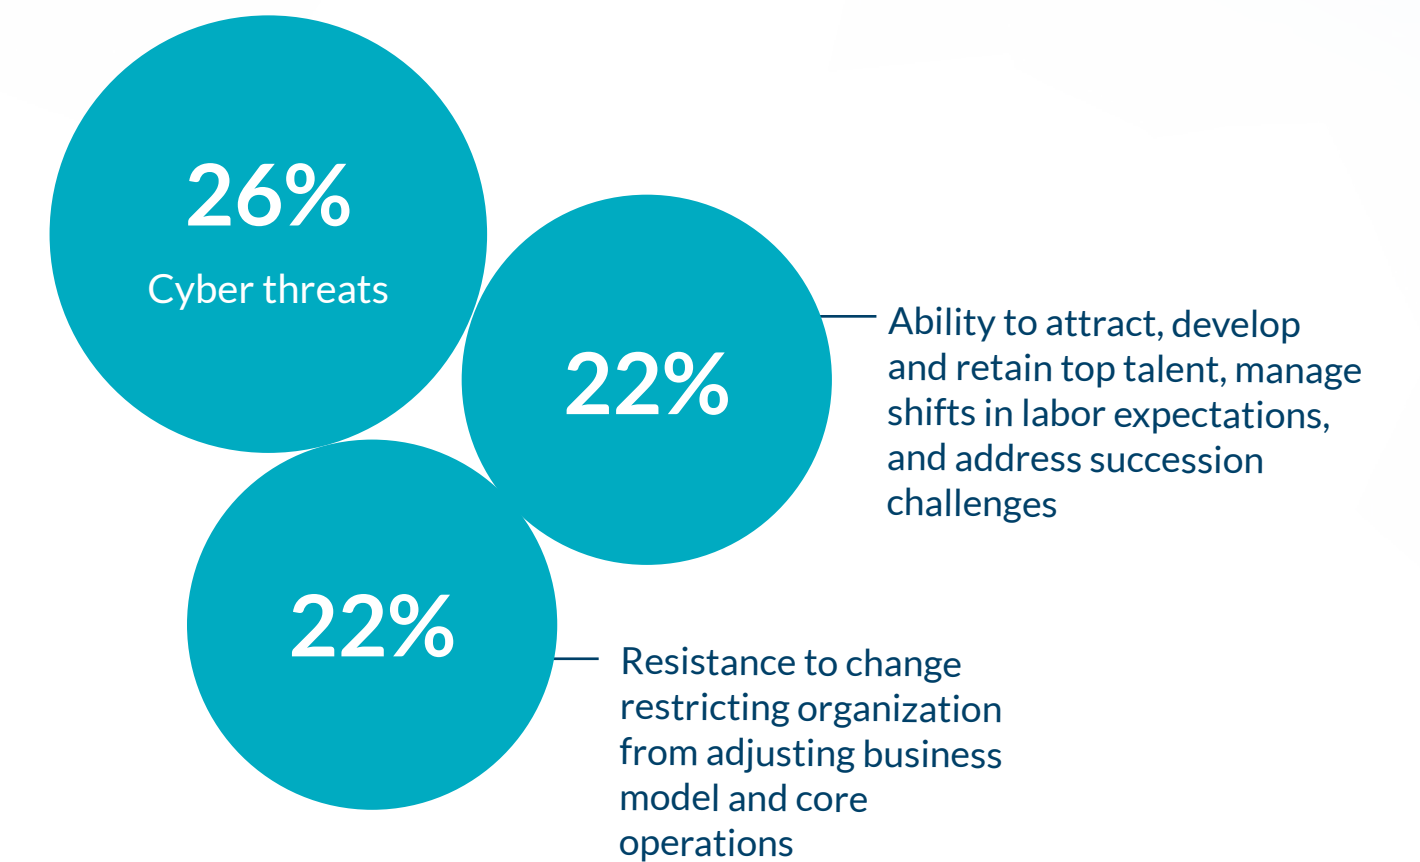 26%
Cyber threats
22%
Ability to attract, develop
and retain top talent, manage
shifts in labor expectations,
and address succession
challenges
22%
Resistance to change
restricting organization
from adjusting business
model and core
operations